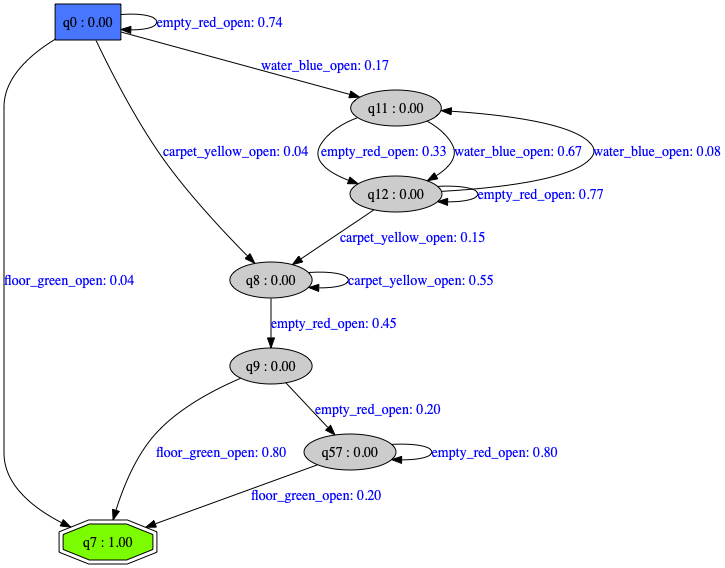 q0 : 0.00
empty_red_open: 0.74
water_blue_open: 0.17
q11 : 0.00
carpet_yellow_open: 0.04
empty_red_open: 0.33
water_blue_open: 0.67
water_blue_open: 0.08
q12 : 0.00
empty_red_open: 0.77
carpet_yellow_open: 0.15
floor_green_open: 0.04
q8 : 0.00
carpet_yellow_open: 0.55
empty_red_open: 0.45
q9 : 0.00
empty_red_open: 0.20
floor_green_open: 0.80
q57 : 0.00
empty_red_open: 0.80
floor_green_open: 0.20
q7 : 1.00